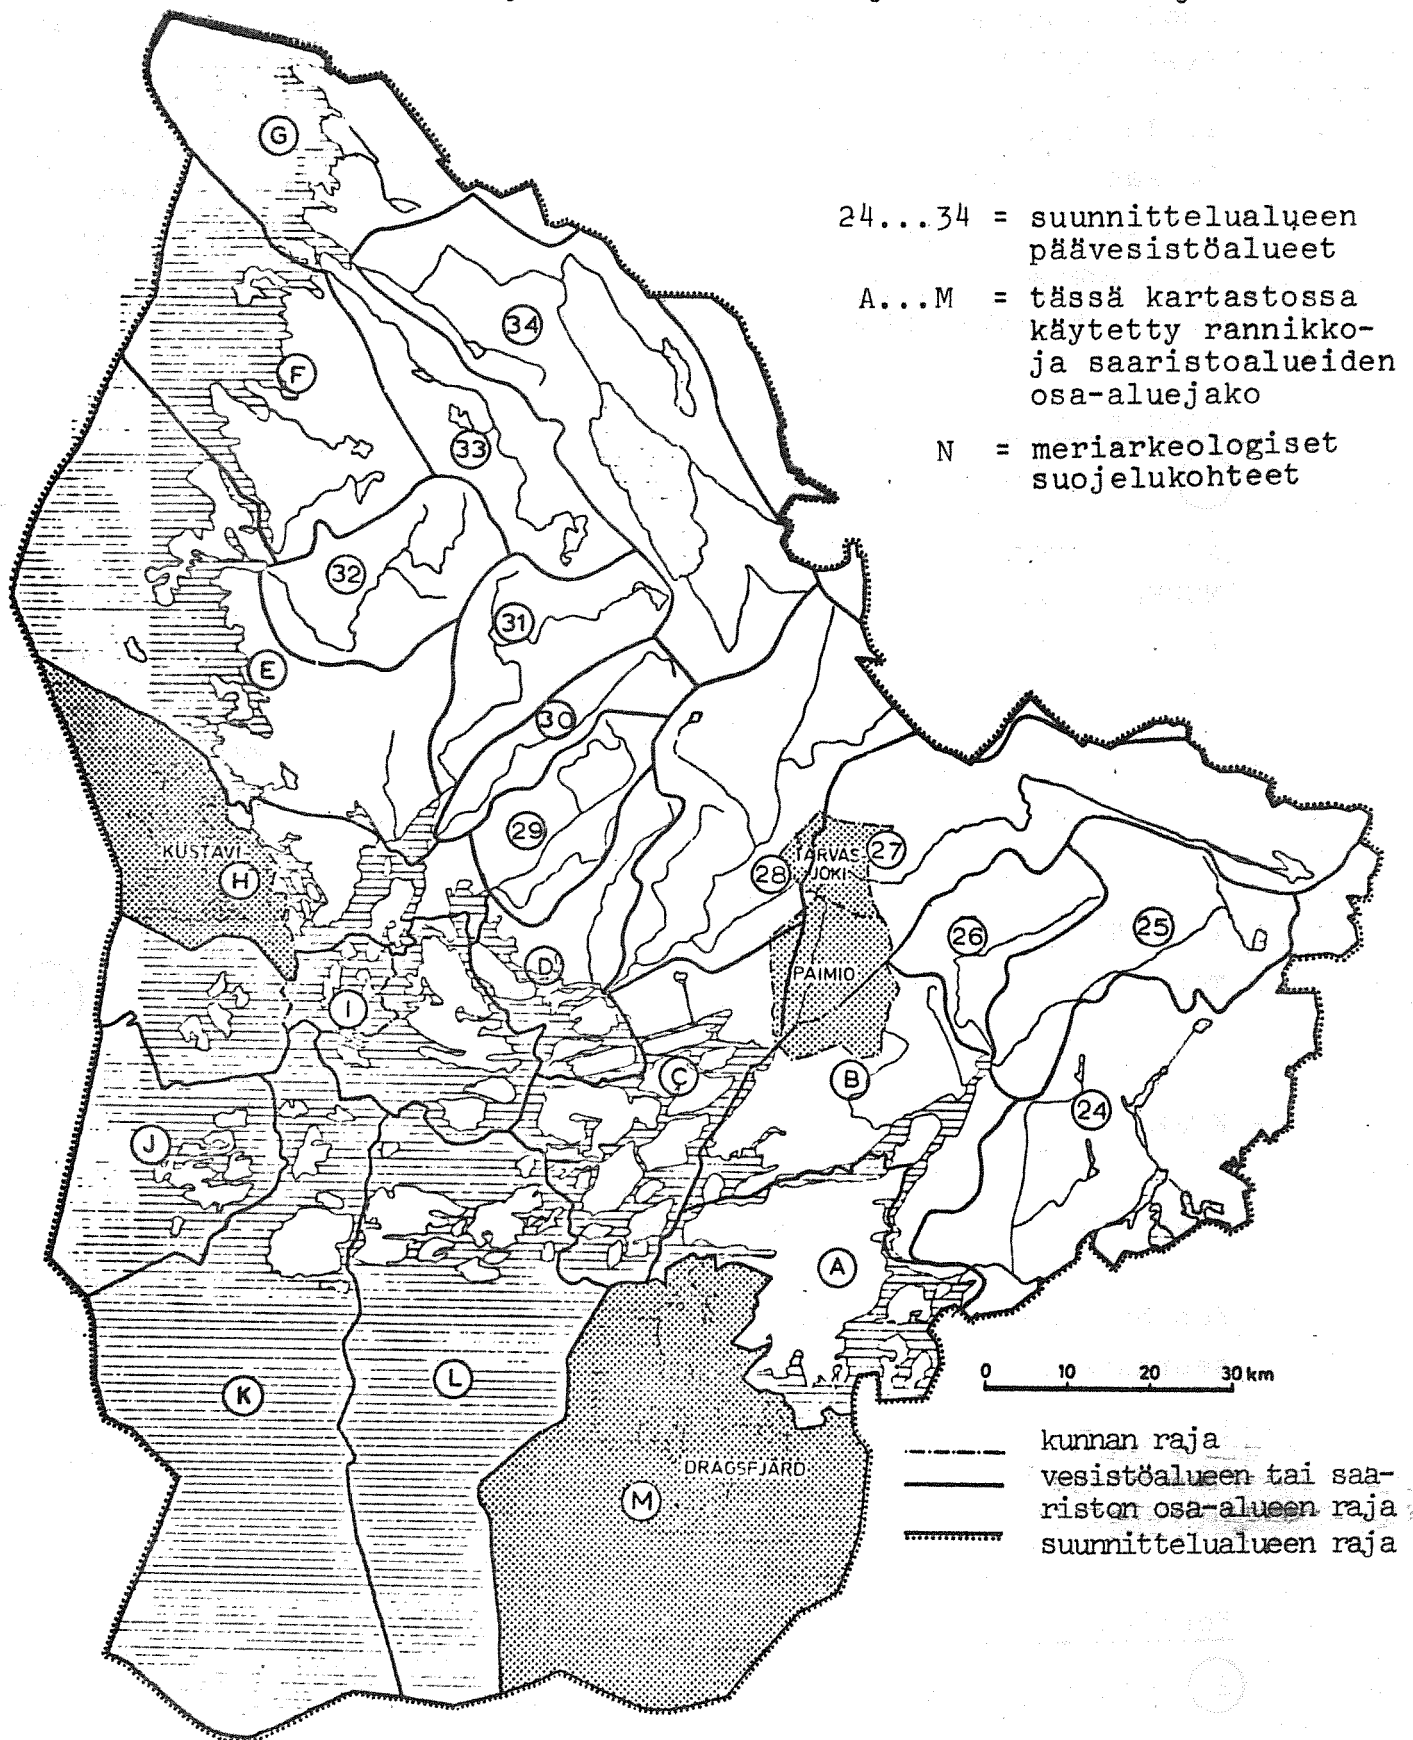 G
24...34 = suunnittelualueen
päävesistöalueet
A...M = tässä kartastossa
käytetty rannikko-
ja saaristoalueiden
osa-aluejako
N = meriarkeologiset
suojelukohteet
34
F
33
32
31
E
30
29
KUSTAVI
H
28
TARVAS-
JOKI
27
26
25
PAIMIO
D
I
C
B
24
J
A
K
L
M
DRAGSFJÄRD
0 10 20 30 km
kunnan raja
vesistöalueen tai saa-
riston osa-alueen raja
suunnittelualueen raja